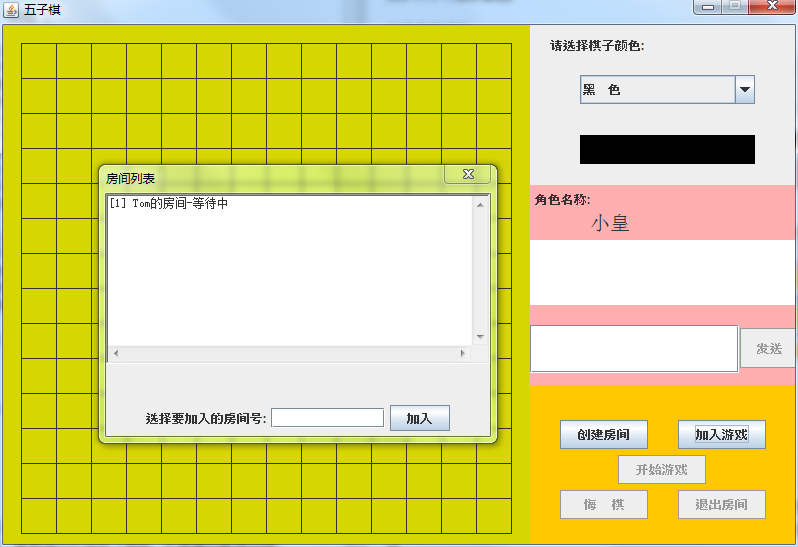 五子棋
请选择棋子颜色:
黑 色
房间列表
[1] Tom的房间-等待中
选择要加入的房间号:
加入
角色名称:
小皇
发送
创建房间
加入游戏
开始游戏
悔 棋
退出房间